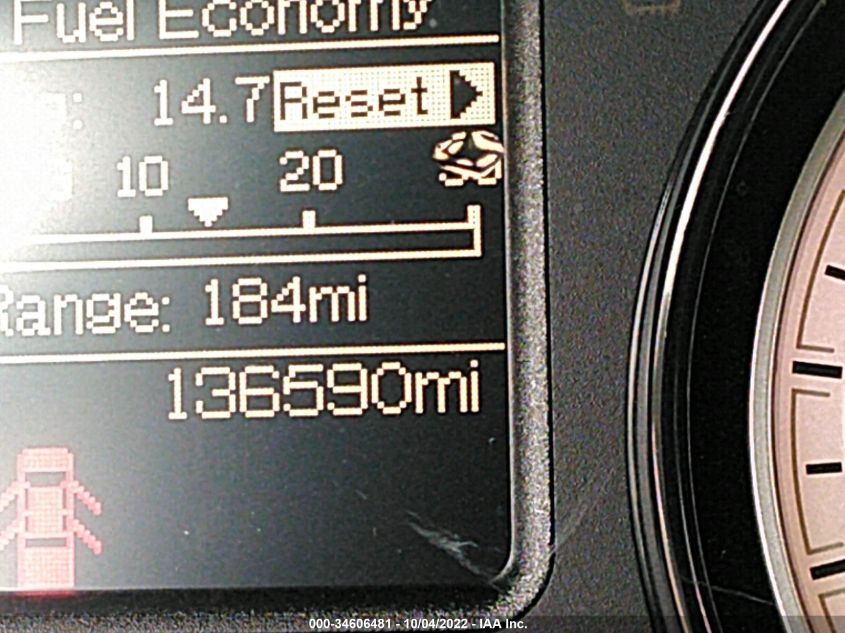 Fuel Economy
14.7 Reset
10 20
Range: 184mi
136590mi
000-34606481 - 10/04/2022 - IAA Inc.